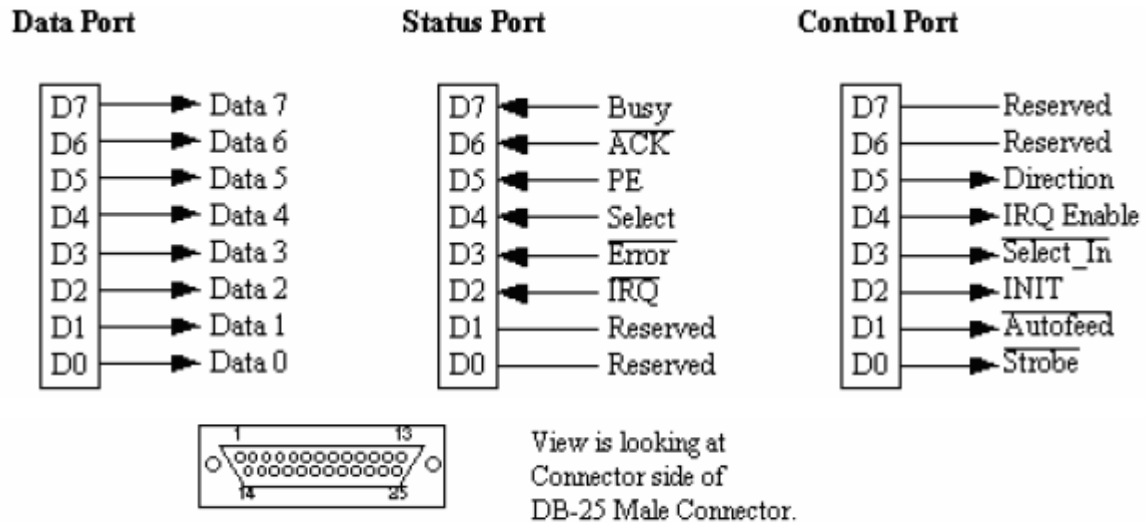 Data Port
D7 Data 7
D6 Data 6
D5 Data 5
D4 Data 4
D3 Data 3
D2 Data 2
D1 Data 1
D0 Data 0
Status Port
D7 Busy
D6 ACK
D5 PE
D4 Select
D3 Error
D2 IRQ
D1 Reserved
D0 Reserved
Control Port
D7 Reserved
D6 Reserved
D5 Direction
D4 IRQ Enable
D3 Select_In
D2 INIT
D1 Autofeed
D0 Strobe
1 13
14 25
View is looking at
Connector side of
DB-25 Male Connector.